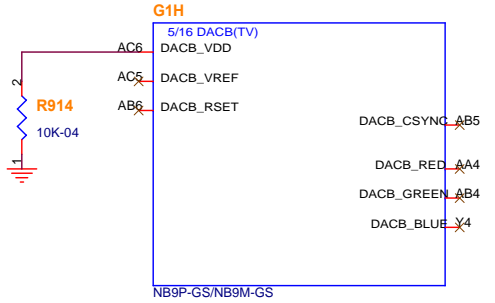 G1H
5/16 DACB(TV)
AC6 DACB_VDD
AC5 DACB_VREF
AB6 DACB_RSET
2
R914
10K-04
1
DACB_CSYNC AB5
DACB_RED AA4
DACB_GREEN AB4
DACB_BLUE Y4
NB9P-GS/NB9M-GS